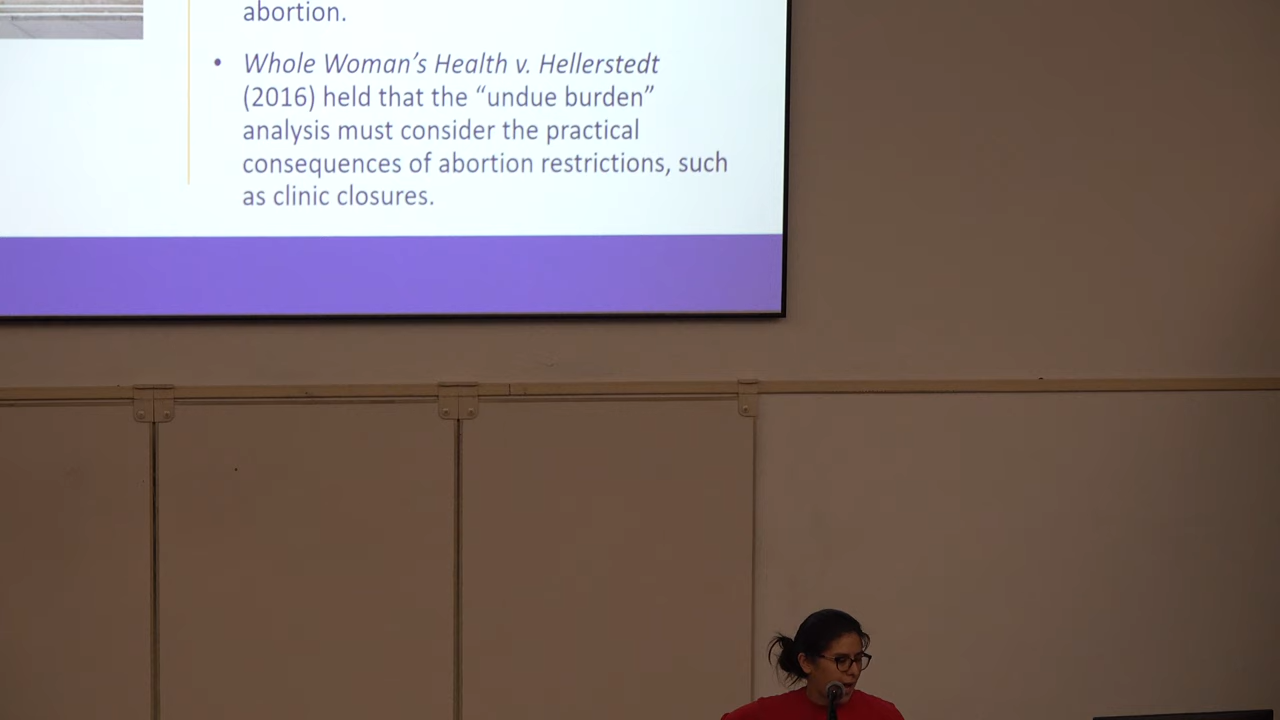 abortion.
• Whole Woman’s Health v. Hellerstedt
(2016) held that the “undue burden”
analysis must consider the practical
consequences of abortion restrictions, such
as clinic closures.